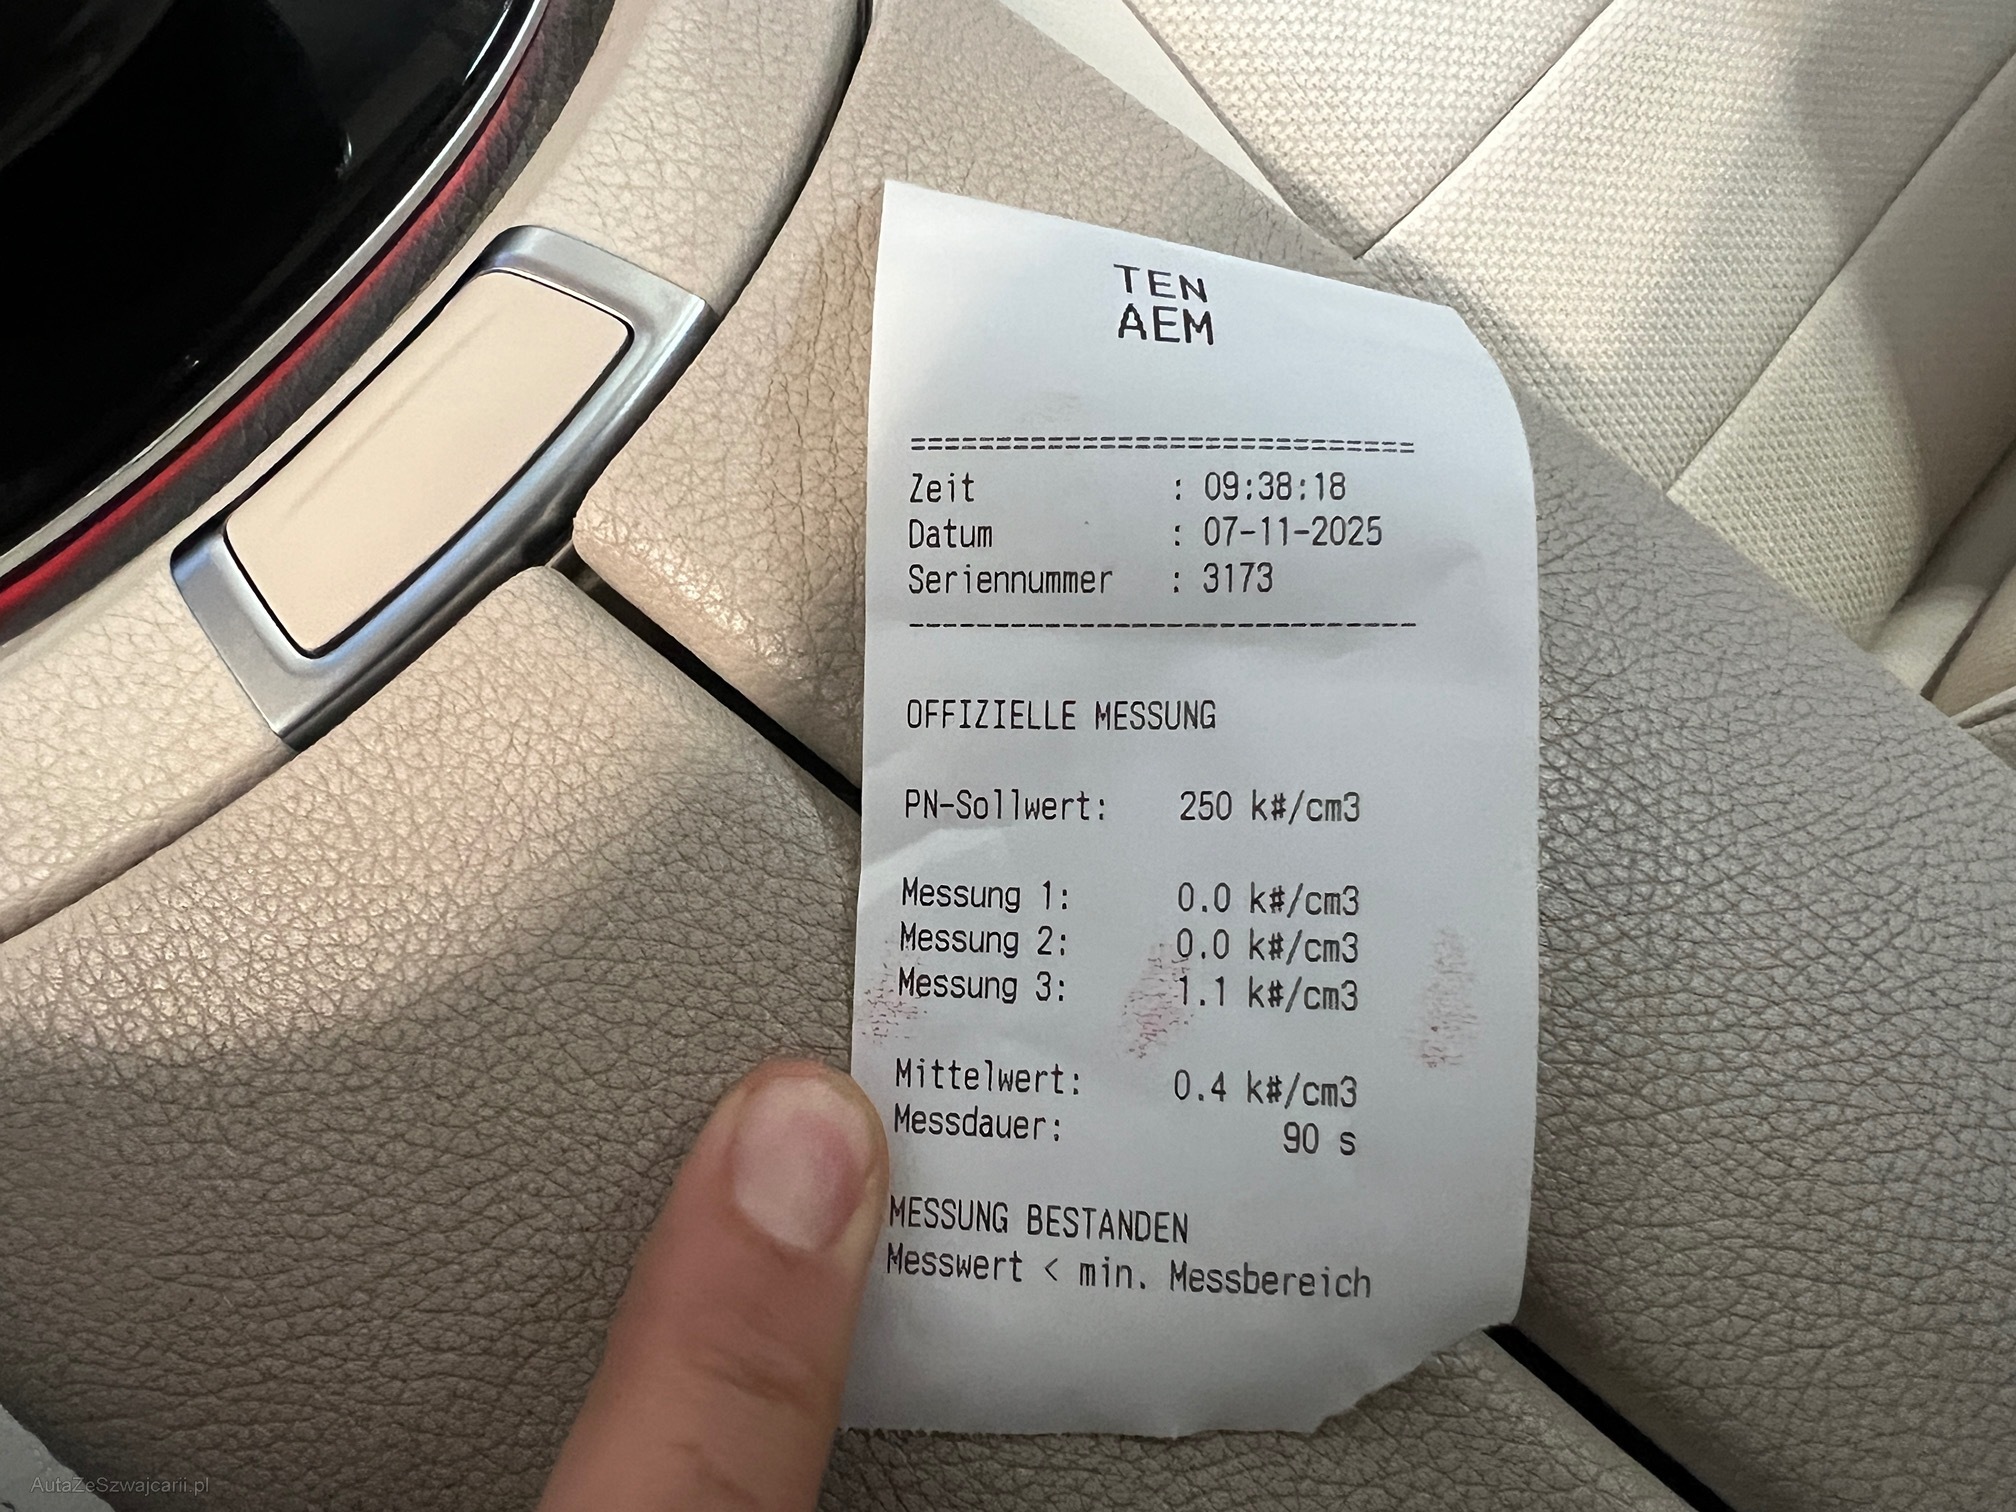 TEN
AEM
==============================
Zeit : 09:38:18
Datum : 07-11-2025
Seriennummer : 3173
------------------------------
OFFIZIELLE MESSUNG
PN-Sollwert: 250 k#/cm3
Messung 1: 0.0 k#/cm3
Messung 2: 0.0 k#/cm3
Messung 3: 1.1 k#/cm3
Mittelwert: 0.4 k#/cm3
Messdauer: 90 s
MESSUNG BESTANDEN
Messwert < min. Messbereich
AutaZeSzwajcarii.pl